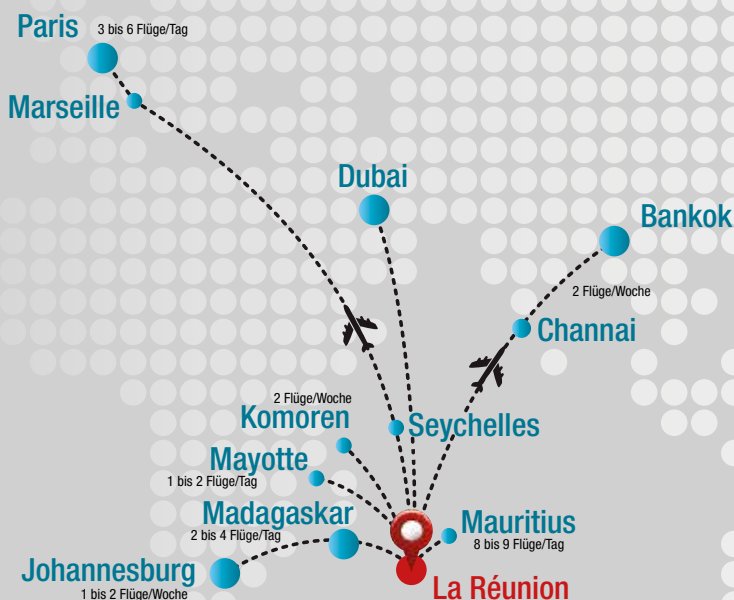 Paris 3 bis 6 Flüge/Tag
Marseille
Dubai
Bankok
2 Flüge/Woche
Channai
2 Flüge/Woche
Komoren
Seychelles
Mayotte
1 bis 2 Flüge/Tag
Madagaskar
2 bis 4 Flüge/Tag
Mauritius
8 bis 9 Flüge/Tag
Johannesburg
1 bis 2 Flüge/Woche
La Réunion